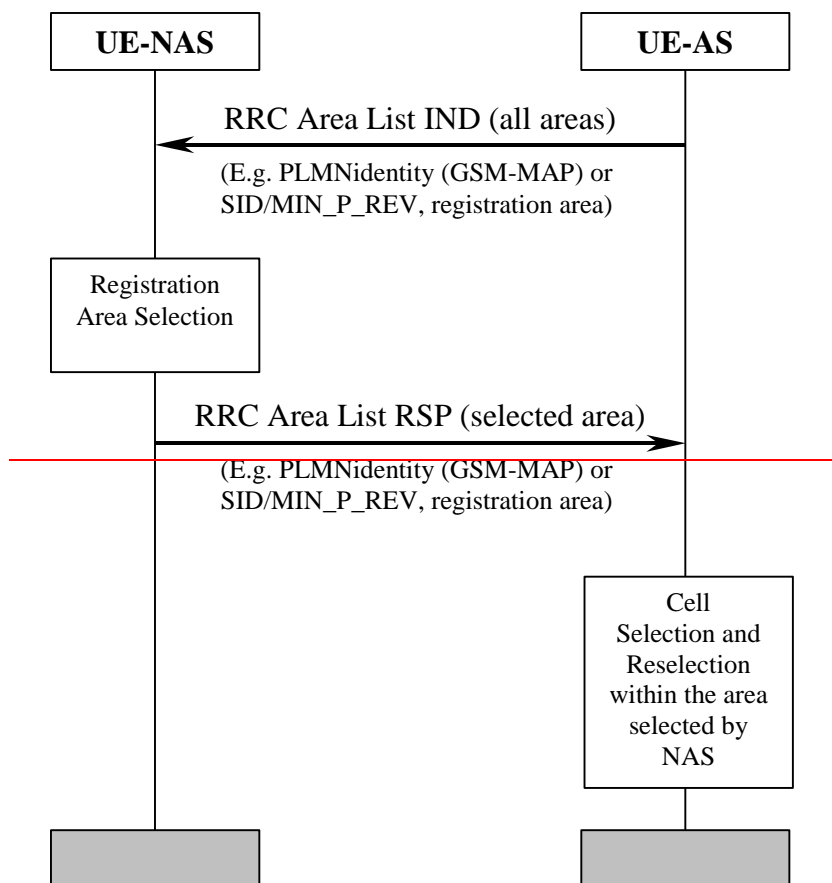 UE-NAS
UE-AS
RRC Area List IND (all areas)
(E.g. PLMNidentity (GSM-MAP) or
SID/MIN_P_REV, registration area)
Registration
Area Selection
RRC Area List RSP (selected area)
(E.g. PLMNidentity (GSM-MAP) or
SID/MIN_P_REV, registration area)
Cell
Selection and
Reselection
within the area
selected by
NAS